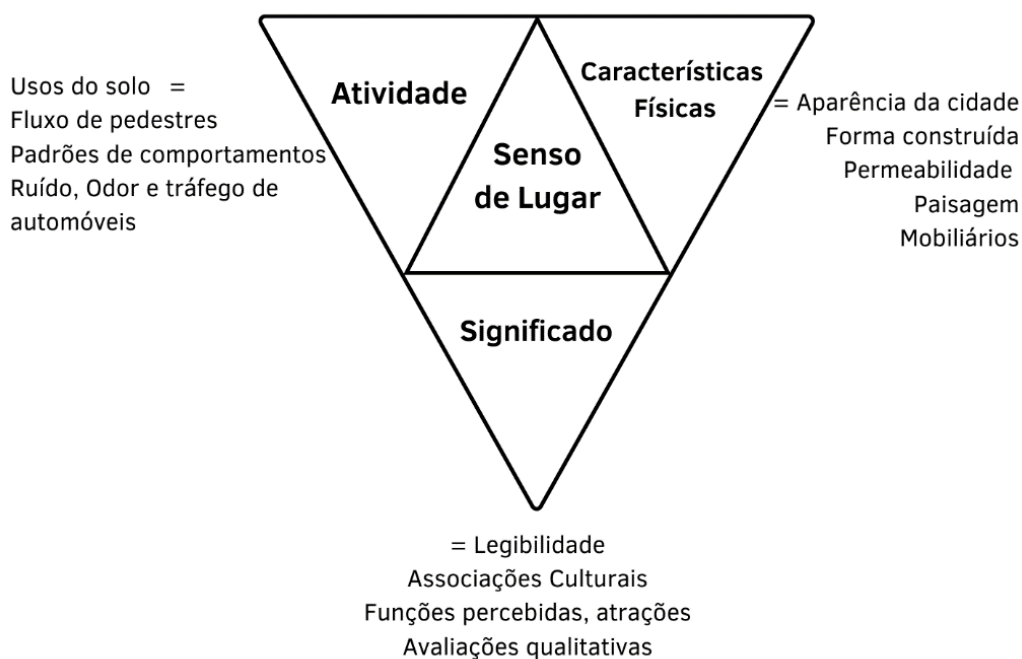 Atividade
Características
Físicas
Senso
de Lugar
Significado
Usos do solo =
Fluxo de pedestres
Padrões de comportamentos
Ruído, Odor e tráfego de
automóveis
= Aparência da cidade
Forma construída
Permeabilidade
Paisagem
Mobiliários
= Legibilidade
Associações Culturais
Funções percebidas, atrações
Avaliações qualitativas